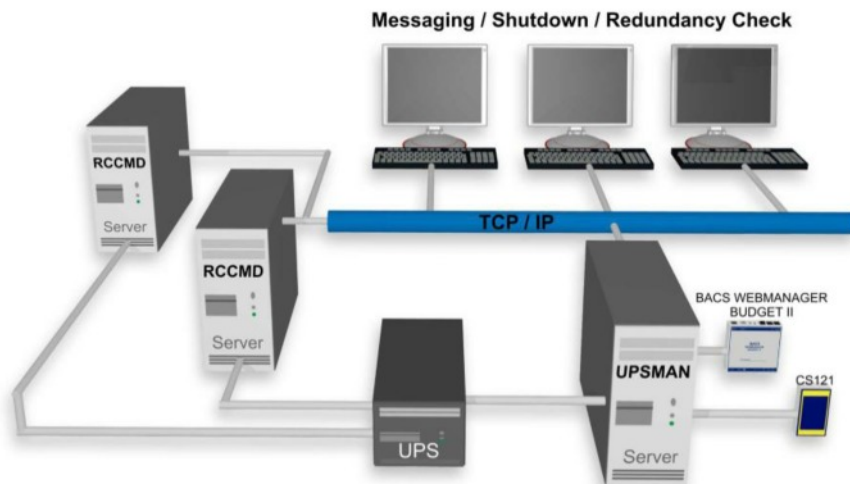 Messaging / Shutdown / Redundancy Check
RCCMD
Server
TCP / IP
RCCMD
Server
BACS WEBMANAGER
BUDGET II
UPSMAN
CS121
UPS
Server